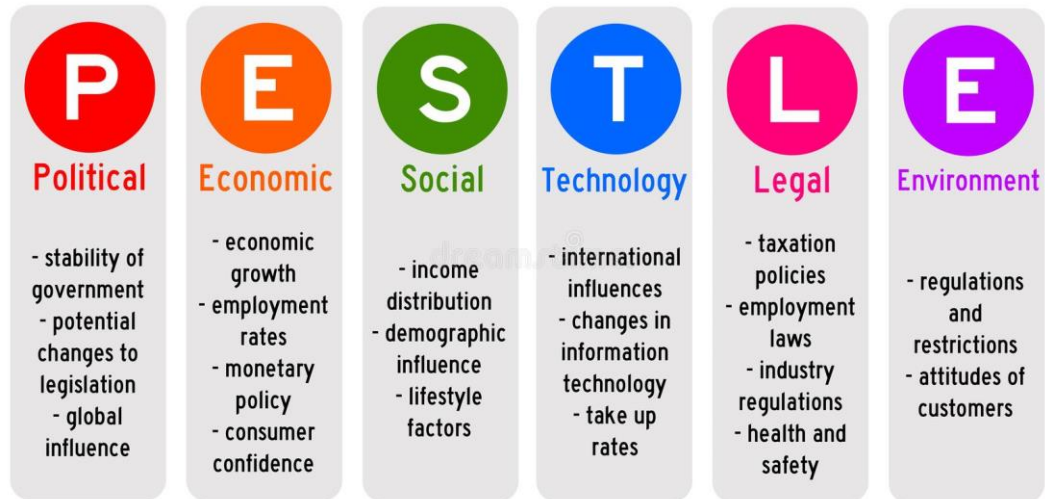 P
Political
- stability of
government
- potential
changes to
legislation
- global
influence
E
Economic
- economic
growth
- employment
rates
- monetary
policy
- consumer
confidence
S
Social
- income
distribution
- demographic
influence
- lifestyle
factors
T
Technology
- international
influences
- changes in
information
technology
- take up
rates
L
Legal
- taxation
policies
- employment
laws
- industry
regulations
- health and
safety
E
Environment
- regulations
and
restrictions
- attitudes of
customers